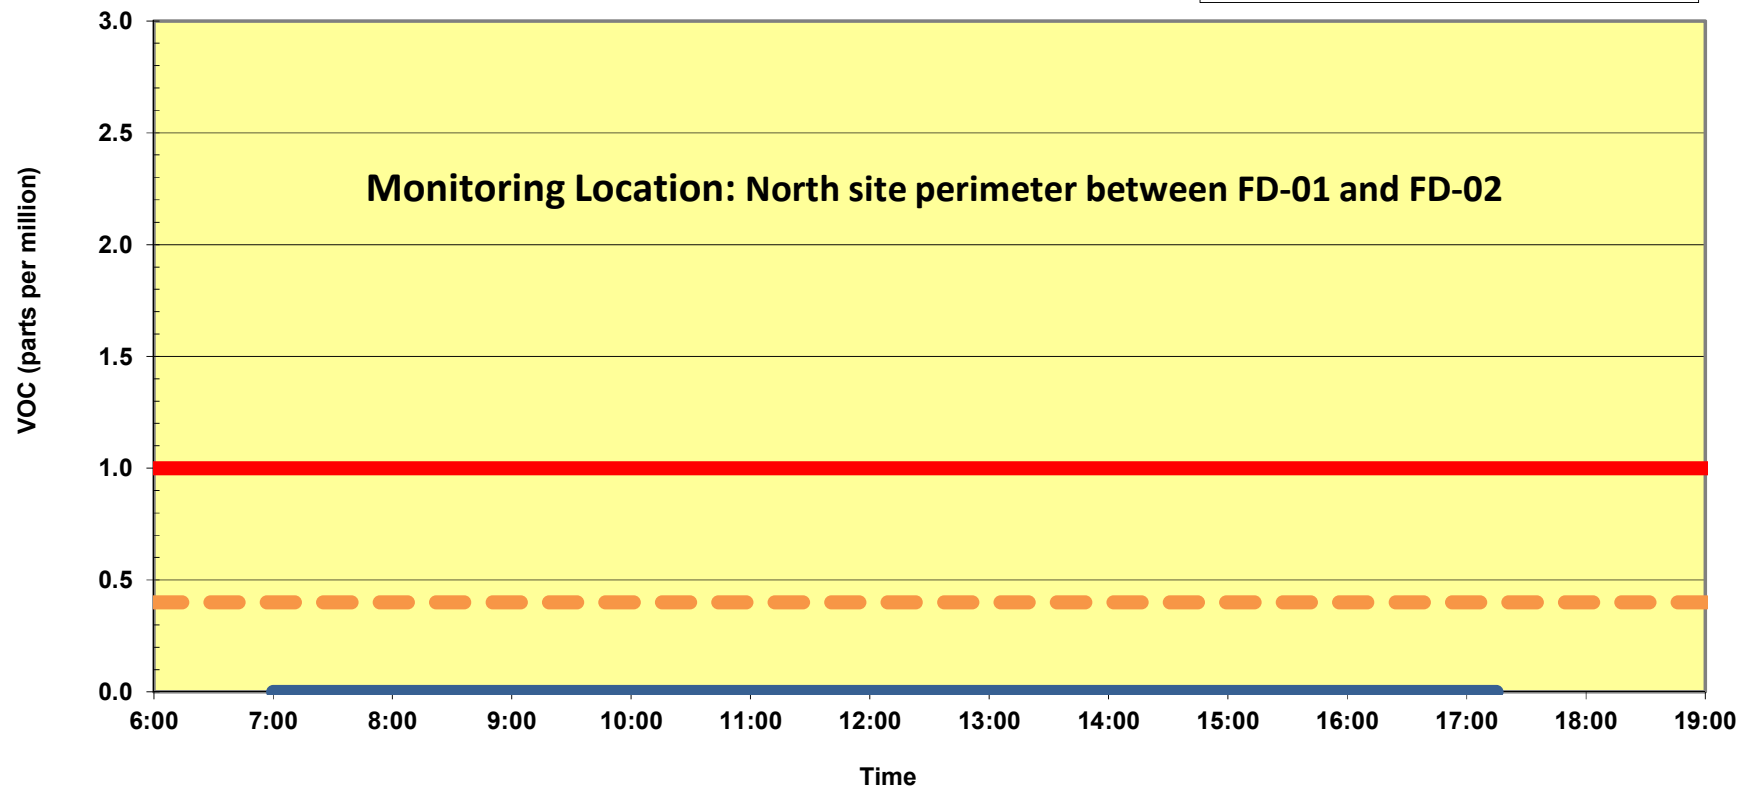 3.0
2.5
2.0
1.5
1.0
0.5
0.0
VOC (parts per million)
Monitoring Location: North site perimeter between FD-01 and FD-02
6:00 7:00 8:00 9:00 10:00 11:00 12:00 13:00 14:00 15:00 16:00 17:00 18:00 19:00
Time